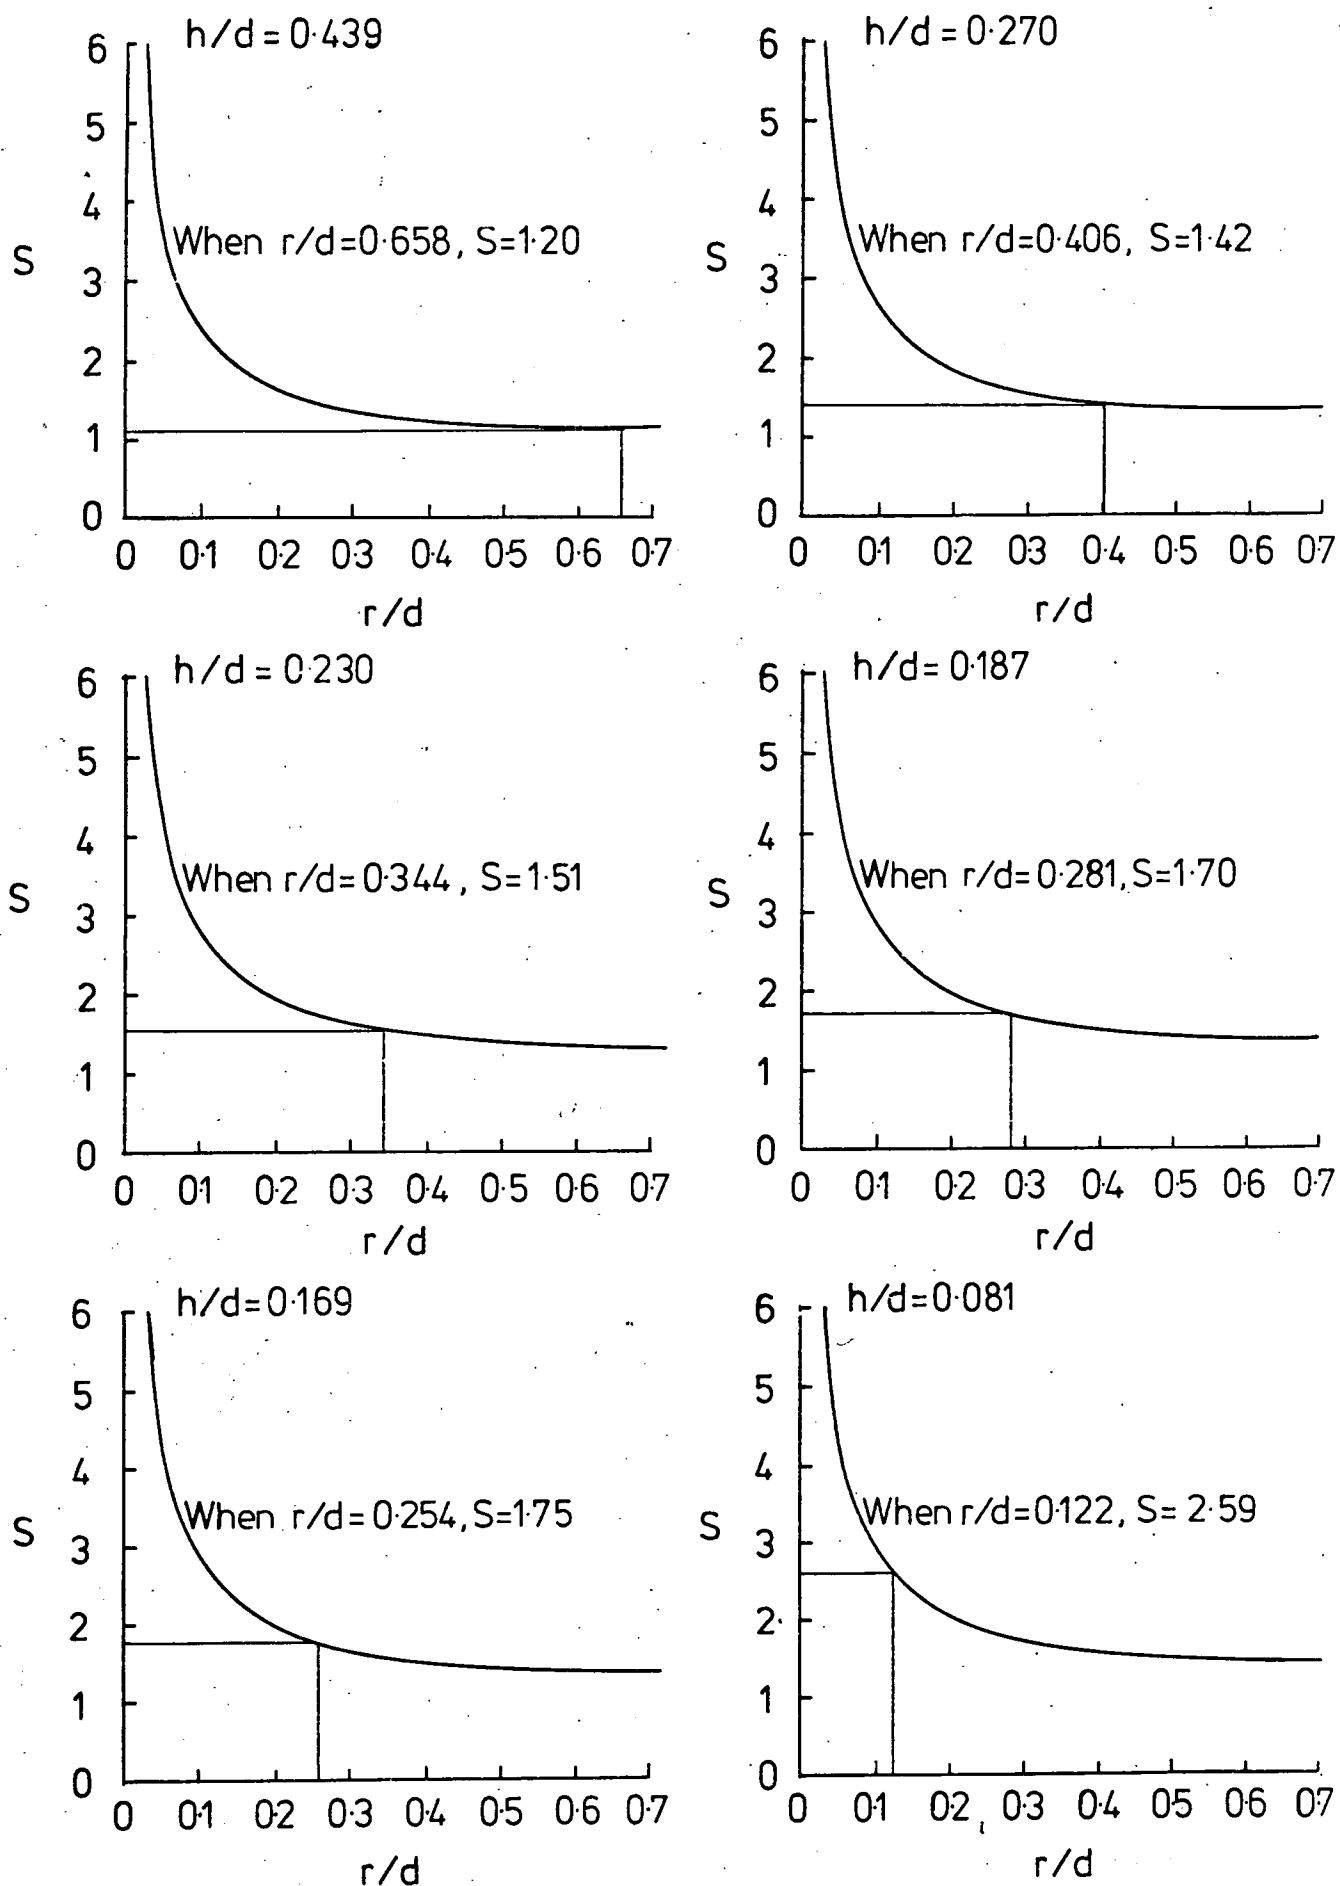 h/d = 0·439
6
5
4
3
2
1
0
S
When r/d=0·658, S=1·20
0 0·1 0·2 0·3 0·4 0·5 0·6 0·7
r/d
h/d = 0·270
6
5
4
3
2
1
0
S
When r/d=0·406, S=1·42
0 0·1 0·2 0·3 0·4 0·5 0·6 0·7
r/d
h/d = 0·230
6
5
4
3
2
1
0
S
When r/d=0·344, S=1·51
0 0·1 0·2 0·3 0·4 0·5 0·6 0·7
r/d
h/d= 0·187
6
5
4
3
2
1
0
S
When r/d=0·281, S=1·70
0 0·1 0·2 0·3 0·4 0·5 0·6 0·7
r/d
h/d=0·169
6
5
4
3
2
1
0
S
When r/d=0·254, S=1·75
0 0·1 0·2 0·3 0·4 0·5 0·6 0·7
r/d
h/d=0·081
6
5
4
3
2
1
0
S
When r/d=0·122, S= 2·59
0 0·1 0·2 0·3 0·4 0·5 0·6 0·7
r/d